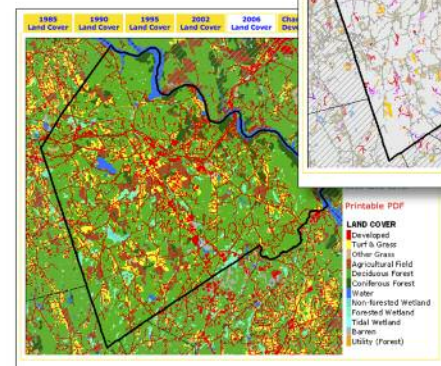 1985
Land Cover
1990
Land Cover
1995
Land Cover
2002
Land Cover
2006
Land Cover
Printable PDF
LAND COVER
Developed
Turf & Grass
Other Grass
Agricultural Field
Deciduous Forest
Coniferous Forest
Water
Non-forested Wetland
Forested Wetland
Tidal Wetland
Barren
Utility (Forest)